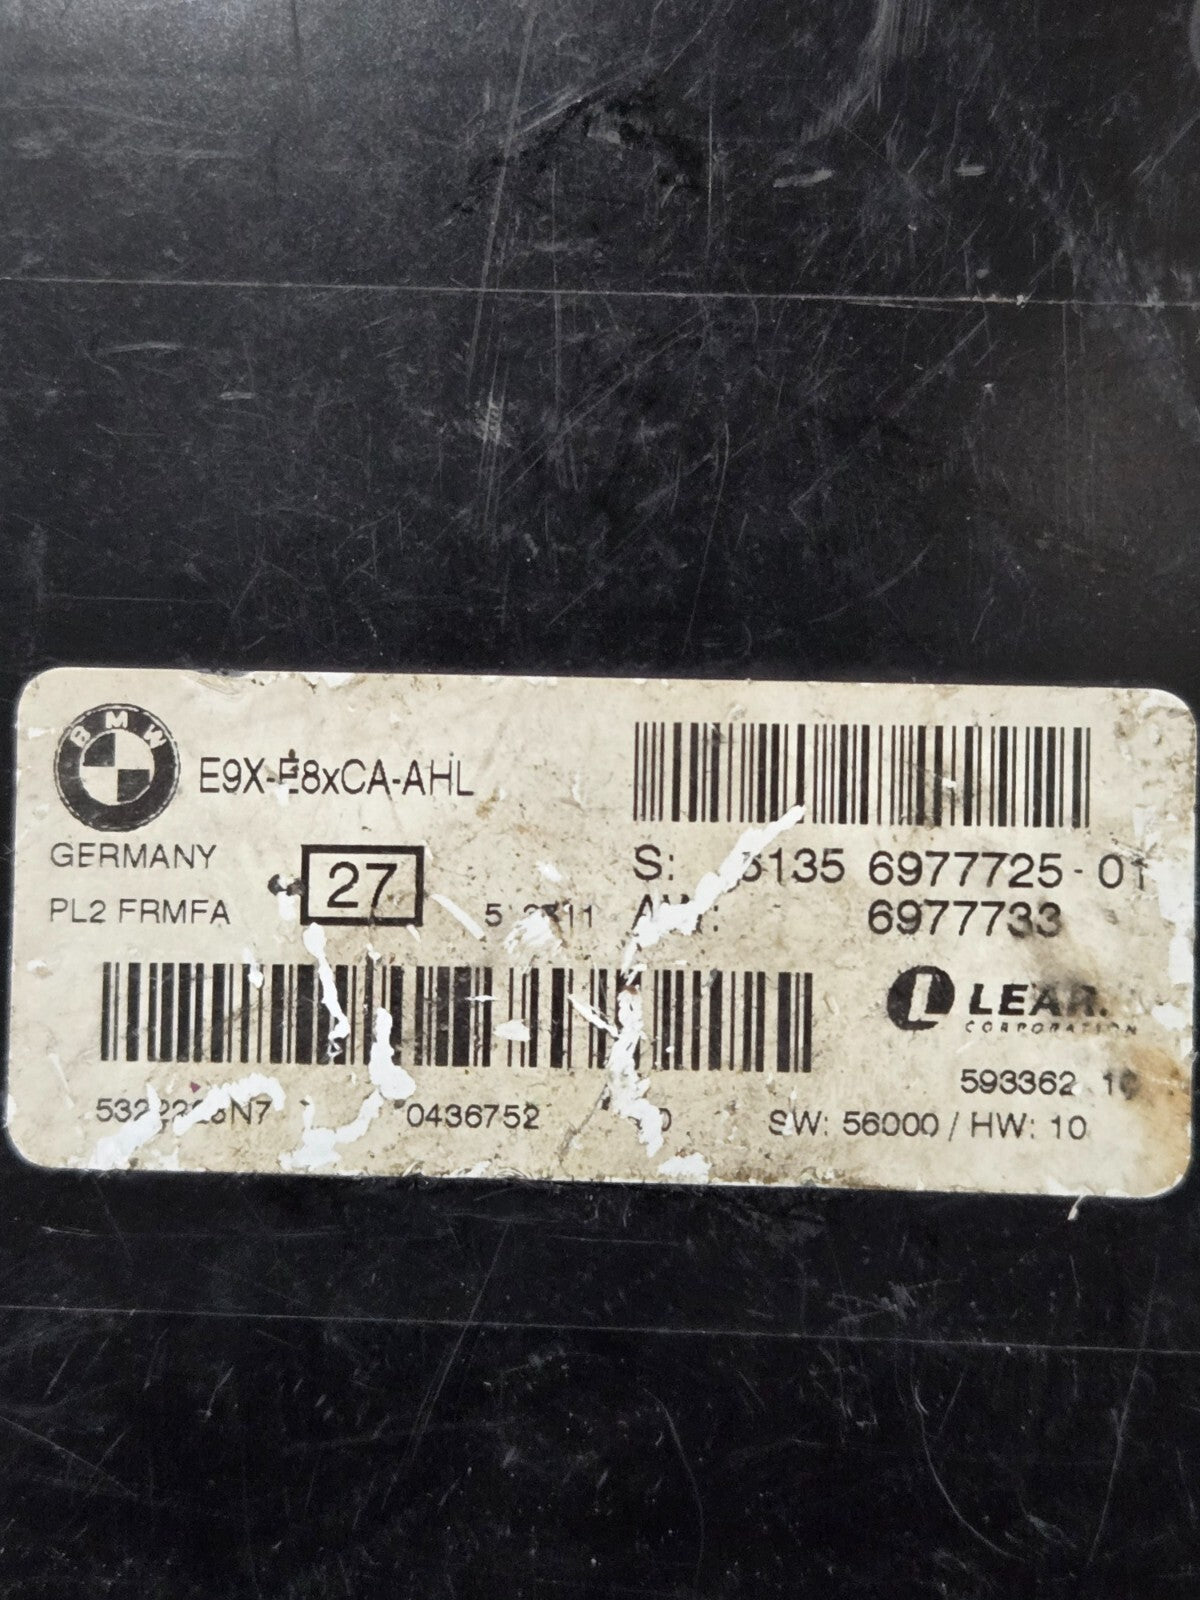 BMW
E9X-E8xCA-AHL
GERMANY
27
PL2 FRMFA
S: 6135 6977725-01
6977733
LEAR.
CORPORATION
593362
0436752
SW: 56000 / HW: 10